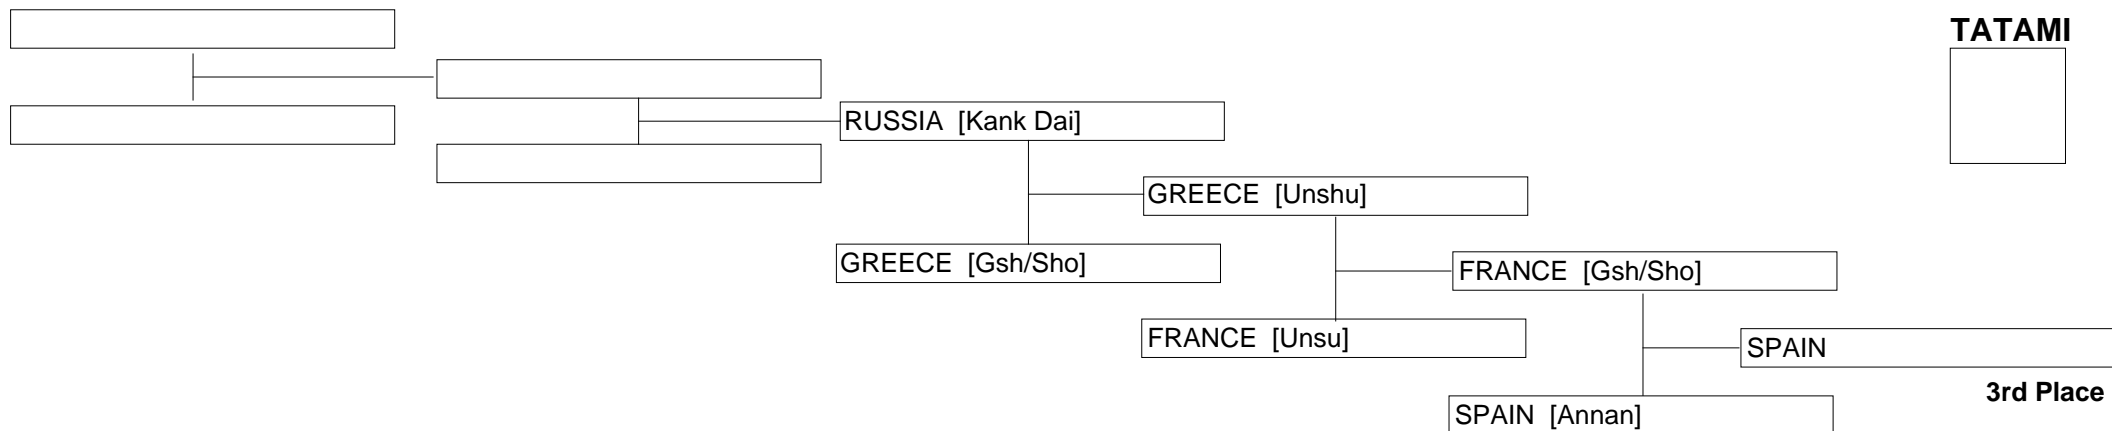 TATAMI
RUSSIA [Kank Dai]
GREECE [Unshu]
GREECE [Gsh/Sho]
FRANCE [Gsh/Sho]
FRANCE [Unsu]
SPAIN
3rd Place
SPAIN [Annan]